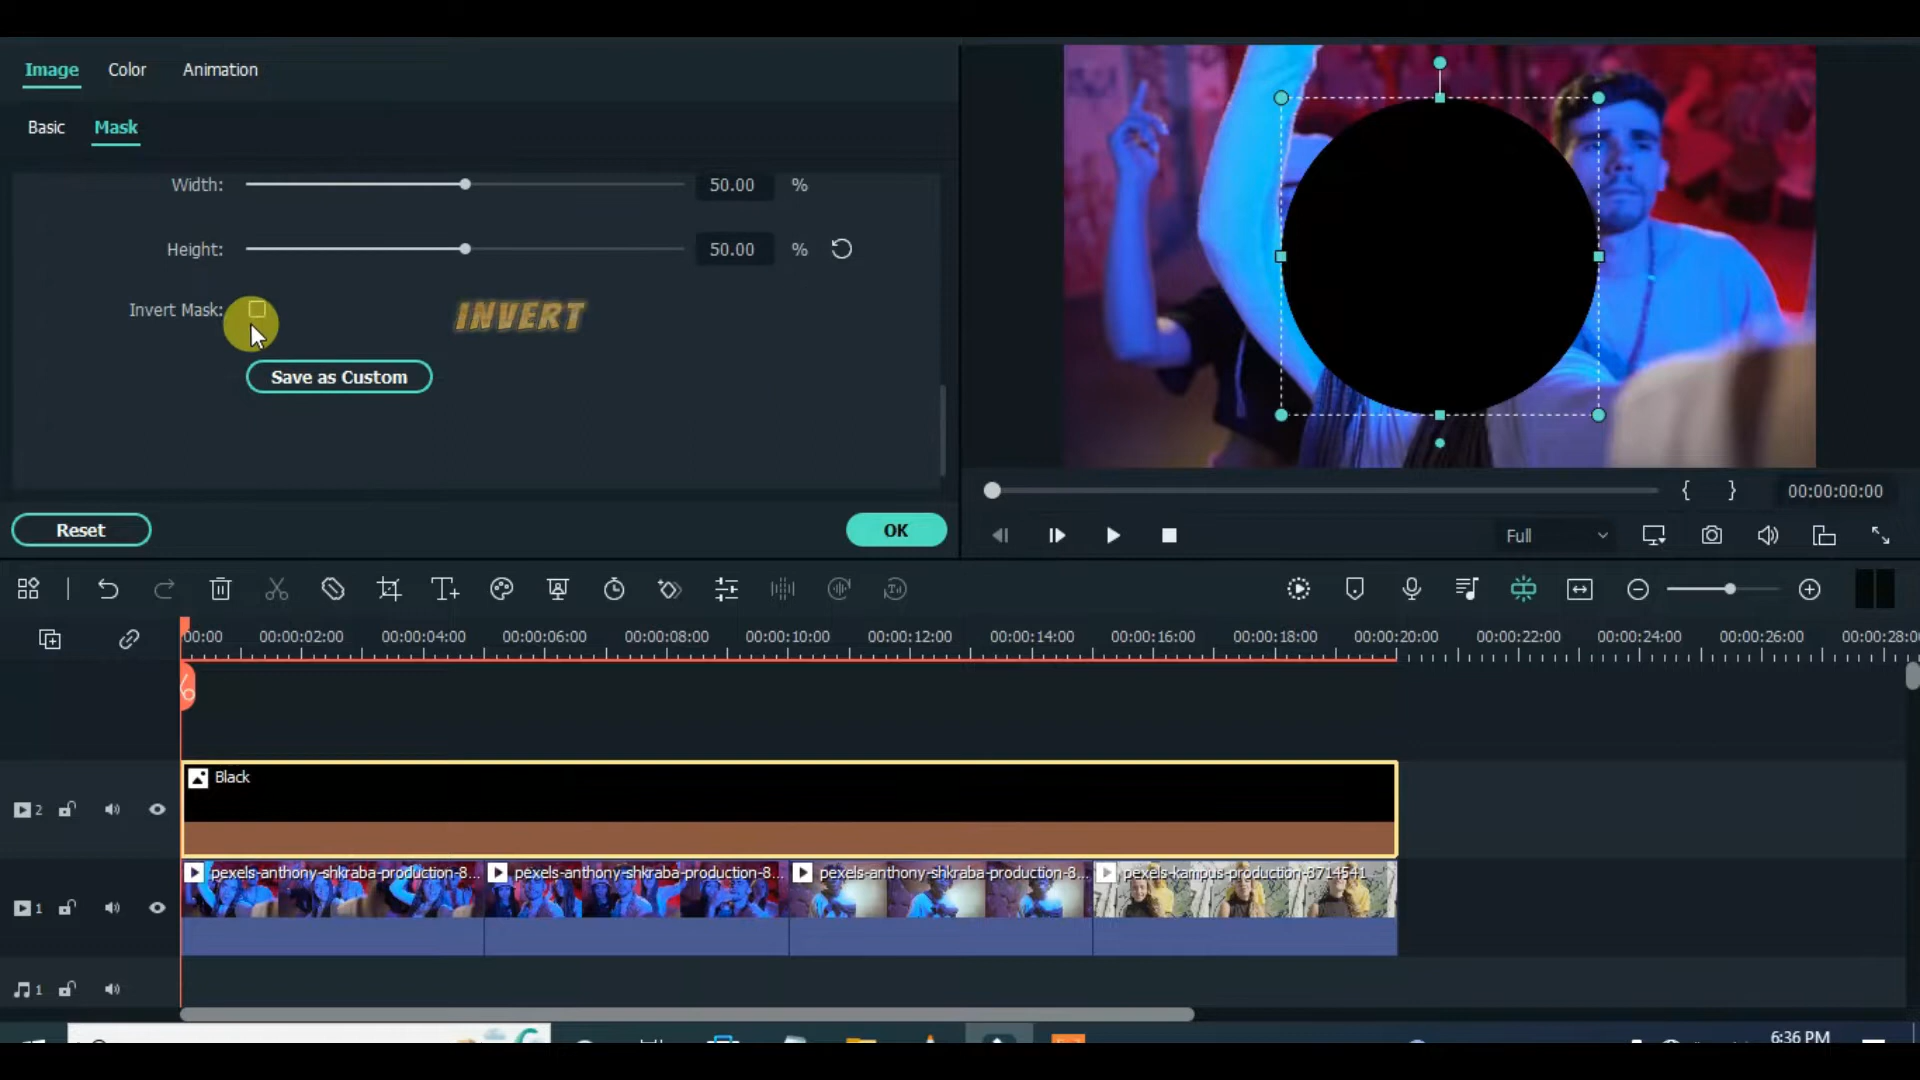 Image Color Animation
Basic Mask
Width: 50.00 %
Height: 50.00 %
Invert Mask: INVERT
Save as Custom
Reset OK
{ } 00:00:00:00
Full
00:00 00:00:02:00 00:00:04:00 00:00:06:00 00:00:08:00 00:00:10:00 00:00:12:00 00:00:14:00 00:00:16:00 00:00:18:00 00:00:20:00 00:00:22:00 00:00:24:00 00:00:26:00 00:00:28:0
Black
2
pexels-anthony-shkraba-production-8... pexels-anthony-shkraba-production-8... pexels-anthony-shkraba-production-8... pexels-kampus-production-8714541
1
1
6:36 PM